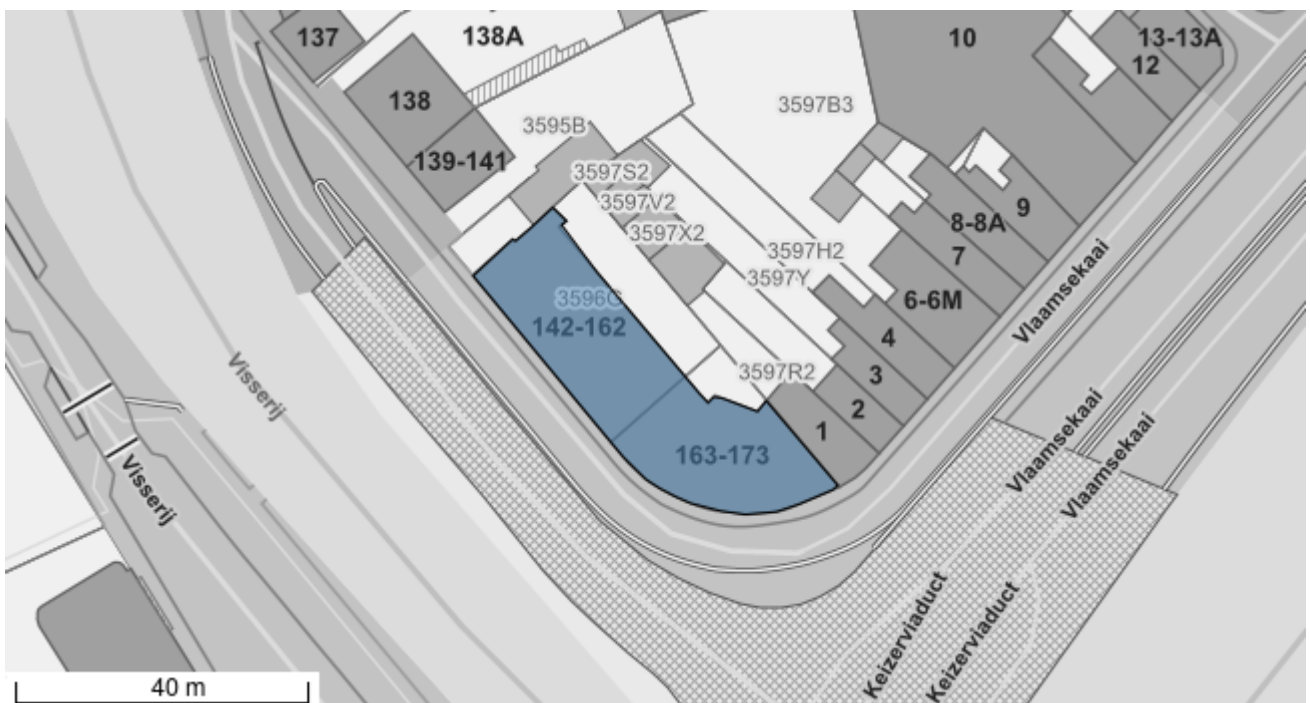 137
138A
10
13-13A
12
138
3597B3
3595B
139-141
3597S2
9
3597V2
8-8A
3597X2
3597H2
7
3597Y
3596C
6-6M
142-162
4
Vlaamsekaai
Visserij
3597R2
3
2
1
163-173
Vlaamsekaai
Vlaamsekaai
Visserij
Keizerviaduct
Keizerviaduct
40 m